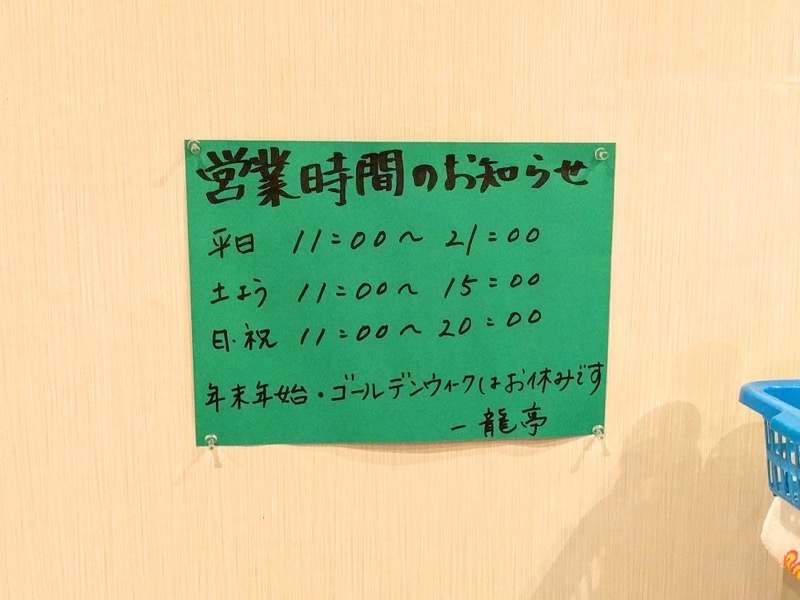 営業時間のお知らせ
平日 11:00〜21:00
土よう 11:00〜15:00
日・祝 11:00〜20:00
年末年始・ゴールデンウィークはお休みです
一龍亭